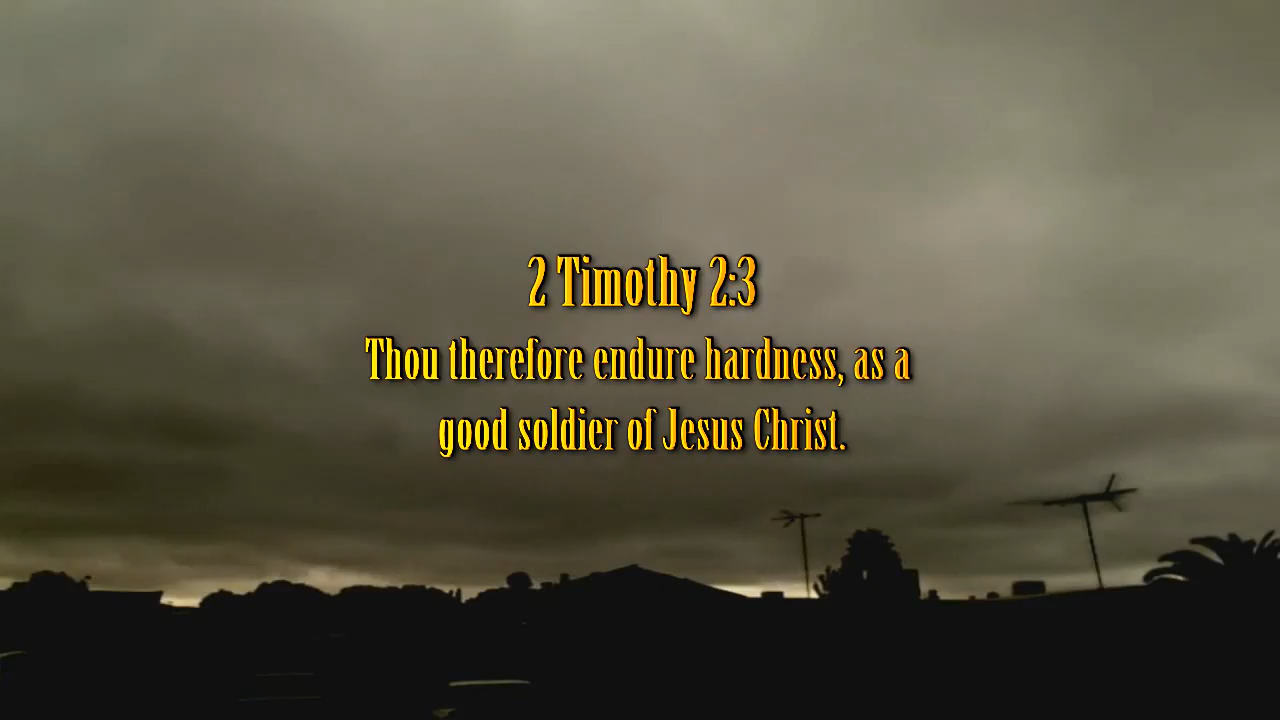 2 Timothy 2:3
Thou therefore endure hardness, as a
good soldier of Jesus Christ.